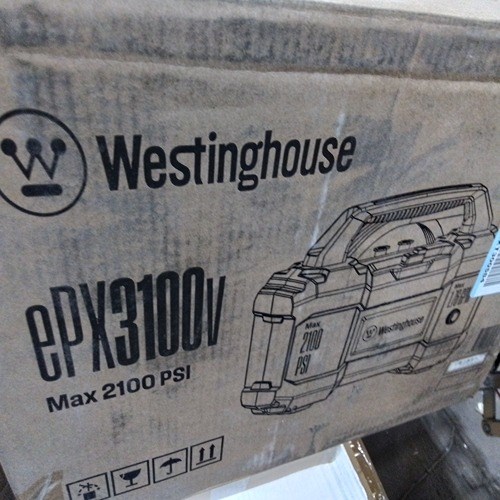 Westinghouse
ePX3100v
Max 2100 PSI
Max.
2100
PSI
Westinghouse